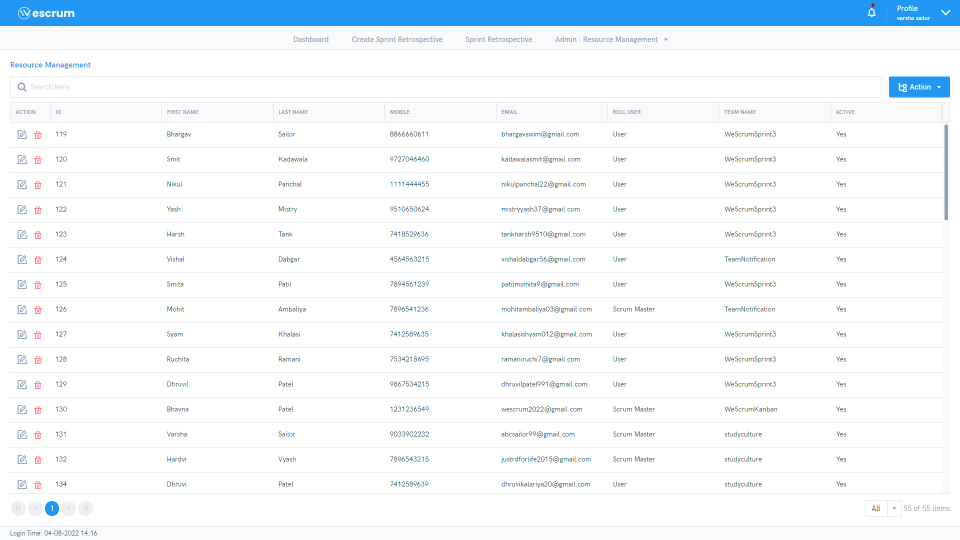 Wescrum
Profile
varsha sailor
Dashboard Create Sprint Retrospective Sprint Retrospective Admin : Resource Management
Resource Management
Search here...
Action
ACTION ID FIRST NAME LAST NAME MOBILE EMAIL ROLL USER TEAM NAME ACTIVE
119 Bhargav Sailor 8866660611 bhargavswim@gmail.com User WeScrumSprint3 Yes
120 Smit Kadawala 9727046460 kadawalasmit@gmail.com User WeScrumSprint3 Yes
121 Nikul Panchal 1111444455 nikulpanchal22@gmail.com User WeScrumSprint3 Yes
122 Yash Mistry 9510650624 mistryyash37@gmail.com User WeScrumSprint3 Yes
123 Harsh Tank 7418529636 tankharsh9510@gmail.com User WeScrumSprint3 Yes
124 Vishal Dabgar 4564563215 vishaldabgar56@gmail.com User TeamNotification Yes
125 Smita Patil 7894561239 patilmsmita9@gmail.com User WeScrumSprint3 Yes
126 Mohit Ambaliya 7896541236 mohitambaliya03@gmail.com Scrum Master TeamNotification Yes
127 Syam Khalasi 7412589635 khalasishyam012@gmail.com User WeScrumSprint3 Yes
128 Ruchita Ramani 7534218695 ramaniruchi7@gmail.com User WeScrumSprint3 Yes
129 Dhruvil Patel 9867534215 dhruvilpatel991@gmail.com User WeScrumSprint3 Yes
130 Bhavna Patel 1231236549 wescrum2022@gmail.com Scrum Master WeScrumKanban Yes
131 Varsha Sailor 9033902232 abcsailor99@gmail.com Scrum Master studyculture Yes
132 Hardvi Vyash 7896543215 justrdforlife2015@gmail.com Scrum Master studyculture Yes
134 Dhruvi Patel 7412589639 dhruvikalariya20@gmail.com User studyculture Yes
1
All 55 of 55 items
Login Time: 04-08-2022 14:16